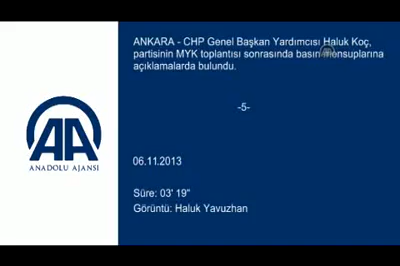 ANKARA - CHP Genel Başkan Yardımcısı Haluk Koç,
partisinin MYK toplantısı sonrasında basın mensuplarına
açıklamalarda bulundu.
-5-
AA
ANADOLU AJANSI
06.11.2013
Süre: 03' 19"
Görüntü: Haluk Yavuzhan